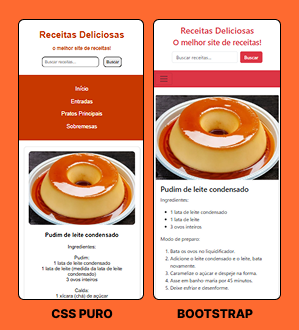 Receitas Deliciosas
o melhor site de receitas!
Buscar receitas...
Buscar
Início
Entradas
Pratos Principais
Sobremesas
Pudim de leite condensado
Ingredientes:
Pudim:
1 lata de leite condensado
1 lata de leite (medida da lata de leite
condensado)
3 ovos inteiros
Calda:
1 xícara (chá) de açúcar
CSS PURO
Receitas Deliciosas
O melhor site de receitas!
Buscar receitas...
Buscar
Pudim de leite condensado
Ingredientes:
1 lata de leite condensado
1 lata de leite
3 ovos inteiros
Modo de preparo:
1. Bata os ovos no liquidificador.
2. Adicione o leite condensado e o leite, bata
novamente.
3. Caramelize o açúcar e despeje na forma.
4. Asse em banho-maria por 45 minutos.
5. Deixe esfriar e desenforme.
BOOTSTRAP